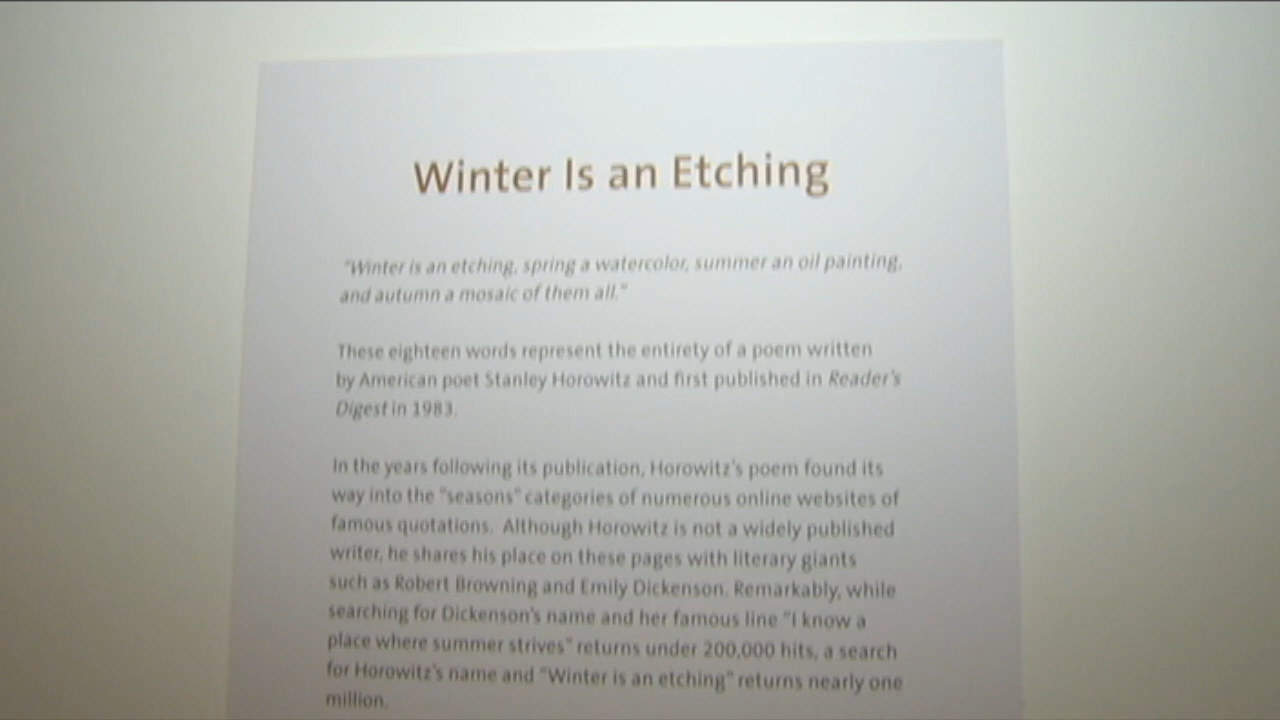 Winter Is an Etching
"Winter is an etching, spring a watercolor, summer an oil painting,
and autumn a mosaic of them all."
These eighteen words represent the entirety of a poem written
by American poet Stanley Horowitz and first published in Reader's
Digest in 1983.
In the years following its publication, Horowitz's poem found its
way into the "seasons" categories of numerous online websites of
famous quotations. Although Horowitz is not a widely published
writer, he shares his place on these pages with literary giants
such as Robert Browning and Emily Dickenson. Remarkably, while
searching for Dickenson's name and her famous line "I know a
place where summer strives" returns under 200,000 hits, a search
for Horowitz's name and "Winter is an etching" returns nearly one
million.